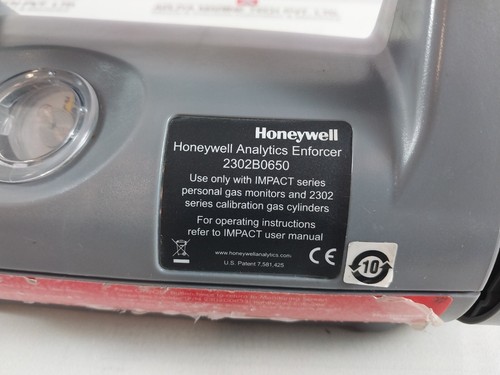 Honeywell
Honeywell Analytics Enforcer
2302B0650
Use only with IMPACT series
personal gas monitors and 2302
series calibration gas cylinders
For operating instructions
refer to IMPACT user manual
www.honeywellanalytics.com
U.S. Patent 7,581,425
CE
10